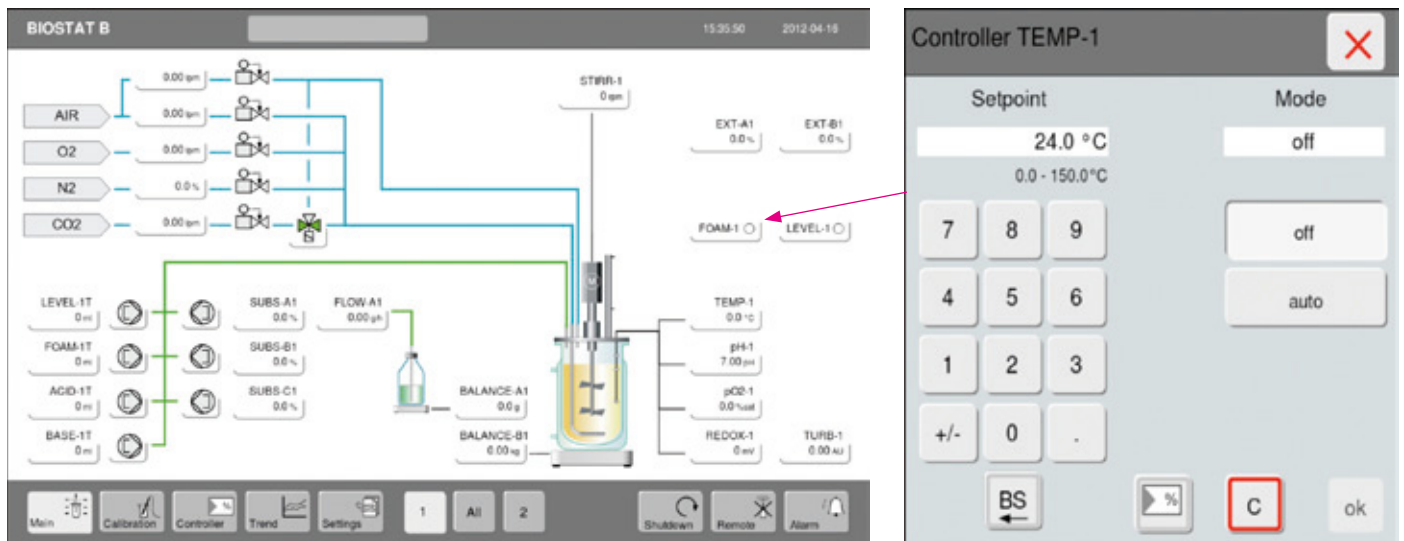 BIOSTAT B
15:35:50 2012-04-16
AIR
O2
N2
CO2
0.00 lpm
0.00 lpm
0.00 lpm
0.0 %
0.00 lpm
STIRR-1
0 rpm
EXT-A1
0.0 %
EXT-B1
0.0 %
FOAM-1
LEVEL-1
LEVEL-1T
0 ml
FOAM-1T
0 ml
ACID-1T
0 ml
BASE-1T
0 ml
SUBS-A1
0.0 %
SUBS-B1
0.0 %
SUBS-C1
0.0 %
FLOW-A1
0.00 g/h
BALANCE-A1
0.0 g
BALANCE-B1
0.00 kg
M
TEMP-1
0.0 °C
pH-1
7.00 pH
pO2-1
0.0 %sat
REDOX-1
0 mV
TURB-1
0.00 AU
Main
Calibration
Controller
%
Trend
Settings
1
All
2
Shutdown
Remote
Alarm
Controller TEMP-1
Setpoint
24.0 °C
0.0 - 150.0°C
Mode
off
7 8 9
4 5 6
1 2 3
+/- 0 .
off
auto
BS
%
C
ok